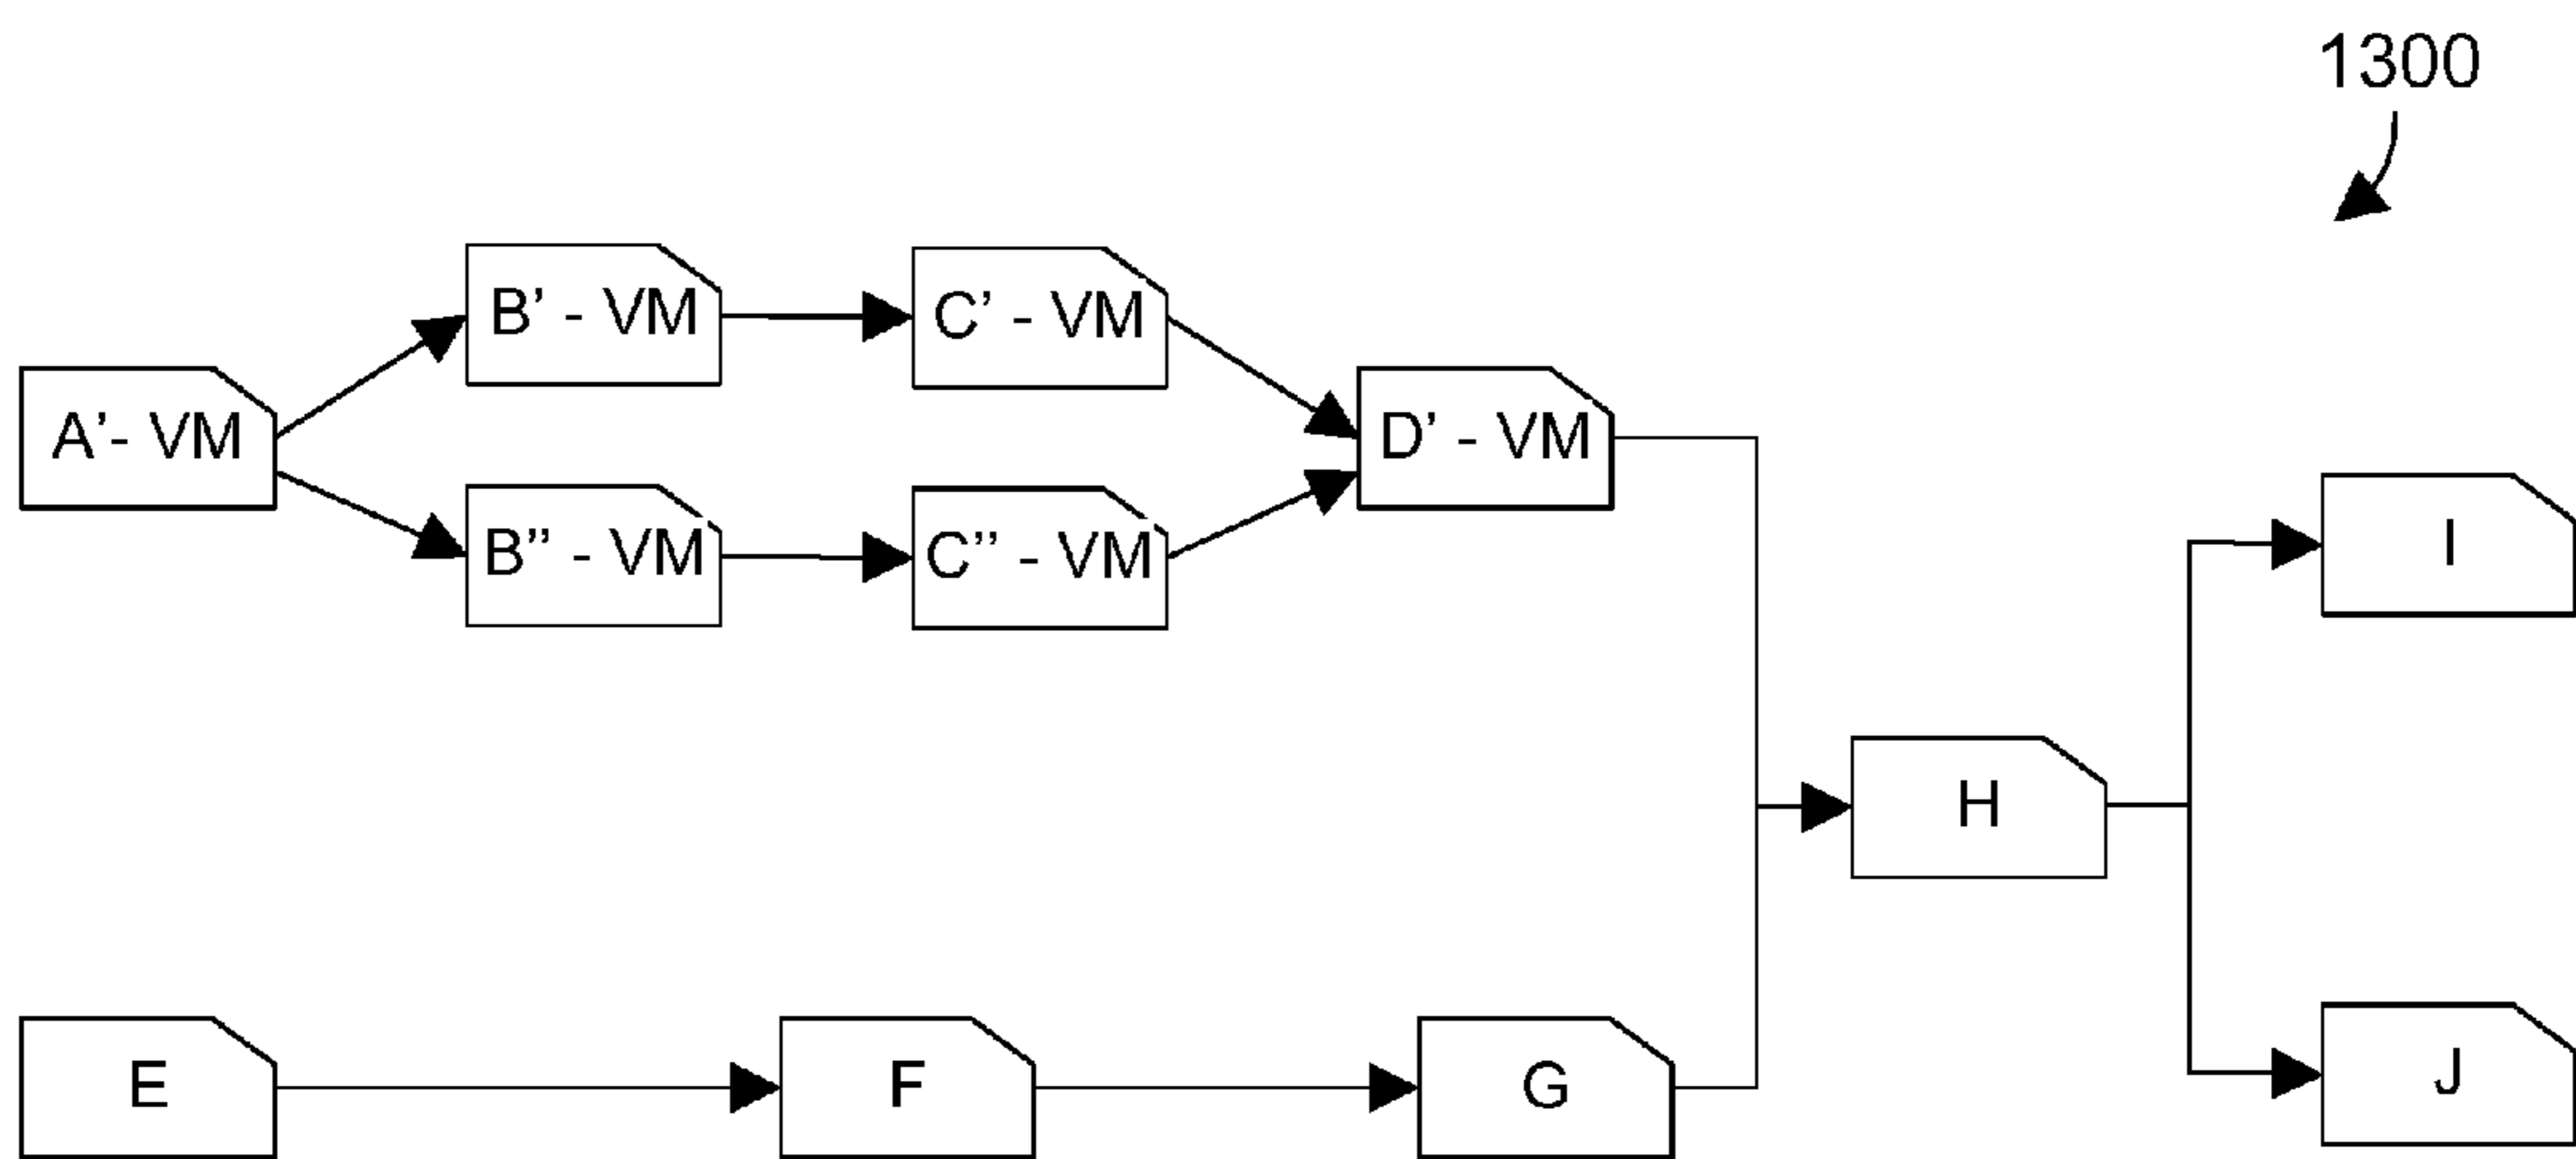 1300
B’ - VM
C’ - VM
A’- VM
D’ - VM
B’’ - VM
C’’ - VM
I
H
E
F
G
J